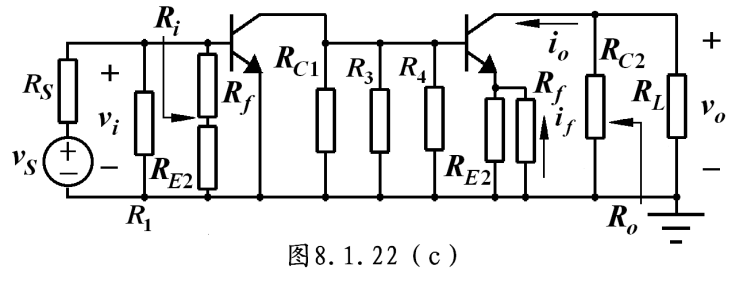 R_i
i_o
R_C1
R_3
R_4
R_C2
+
R_S
+
R_f
R_f
R_L
v_i
i_f
v_o
v_S
+
−
−
R_E2
R_E2
−
R_1
R_o
图8.1.22（c）